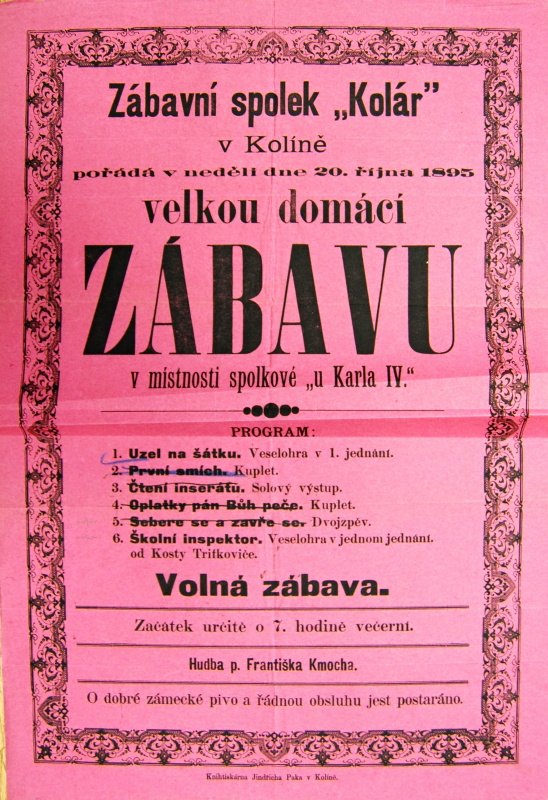 Zábavní spolek „Kolár”
v Kolíně
pořádá v neděli dne 20. října 1895
velkou domácí
ZÁBAVU
v místnosti spolkové „u Karla IV.“
PROGRAM:
1. Uzel na šátku. Veselohra v 1. jednání.
2. První smích. Kuplet.
3. Čtení inserátu. Solový výstup.
4. Oplatky pán Bůh peče. Kuplet.
5. Sebere se a zavře se. Dvojzpěv.
6. Školní inspektor. Veselohra v jednom jednání.
od Kosty Trifkoviče.
Volná zábava.
Začátek určitě o 7. hodině večerní.
Hudba p. Františka Kmocha.
O dobré zámecké pivo a řádnou obsluhu jest postaráno.
Knihtiskárna Jindřicha Paka v Kolíně.